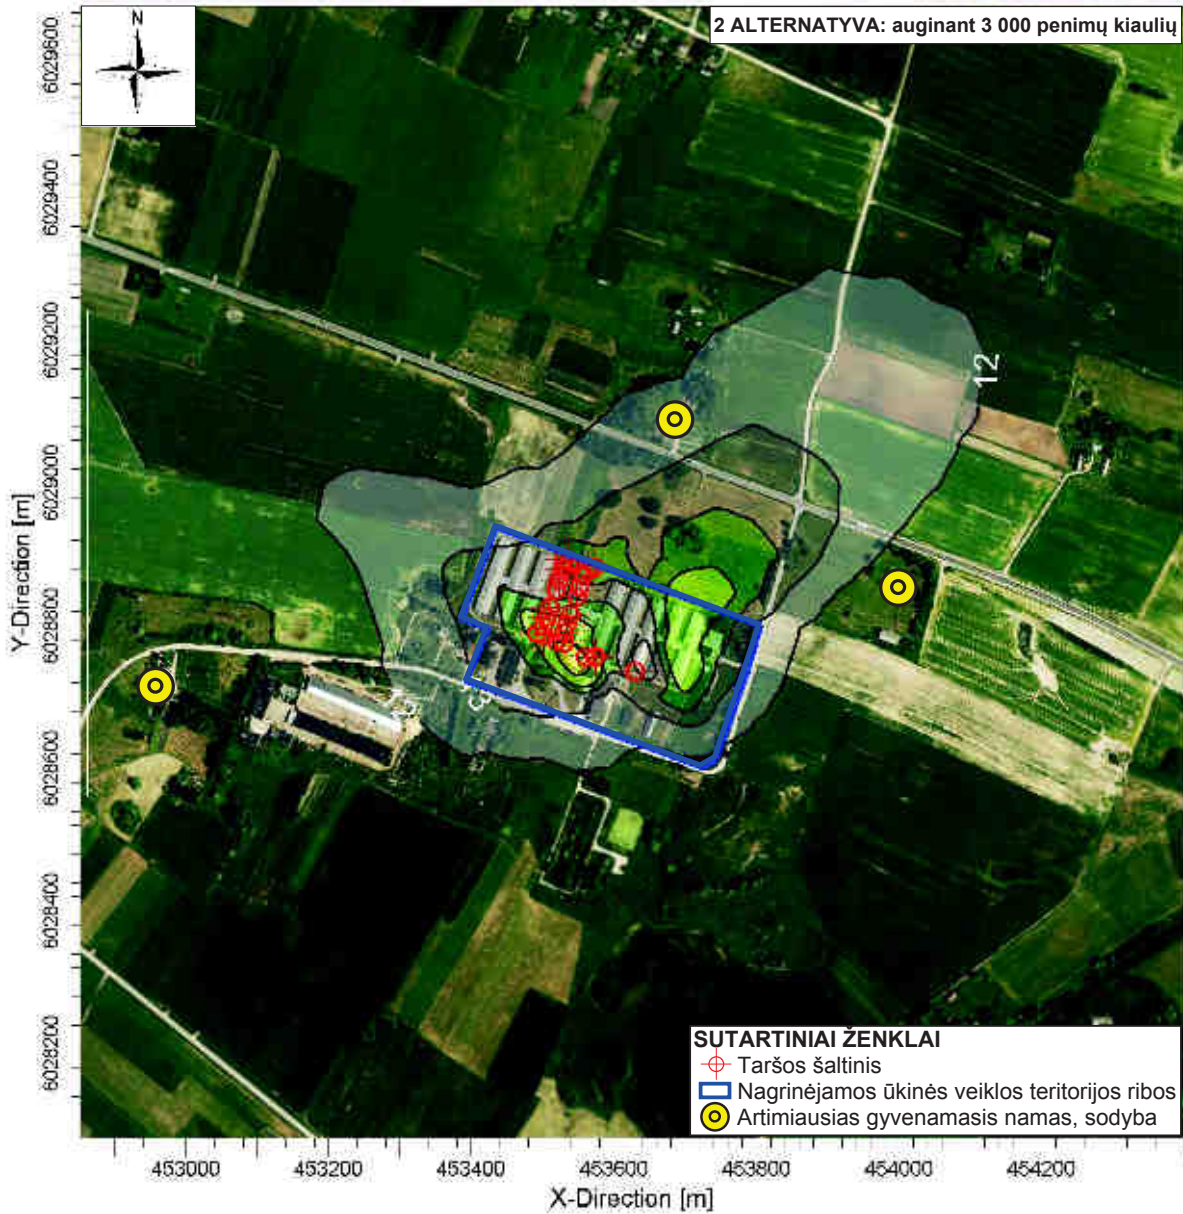 2 ALTERNATYVA: auginant 3 000 penimų kiaulių
N
6029600
6029400
6029200
6029000
6028800
6028600
6028400
6028200
Y-Direction [m]
12
SUTARTINIAI ŽENKLAI
Taršos šaltinis
Nagrinėjamos ūkinės veiklos teritorijos ribos
Artimiausias gyvenamasis namas, sodyba
453000 453200 453400 453600 453800 454000 454200
X-Direction [m]